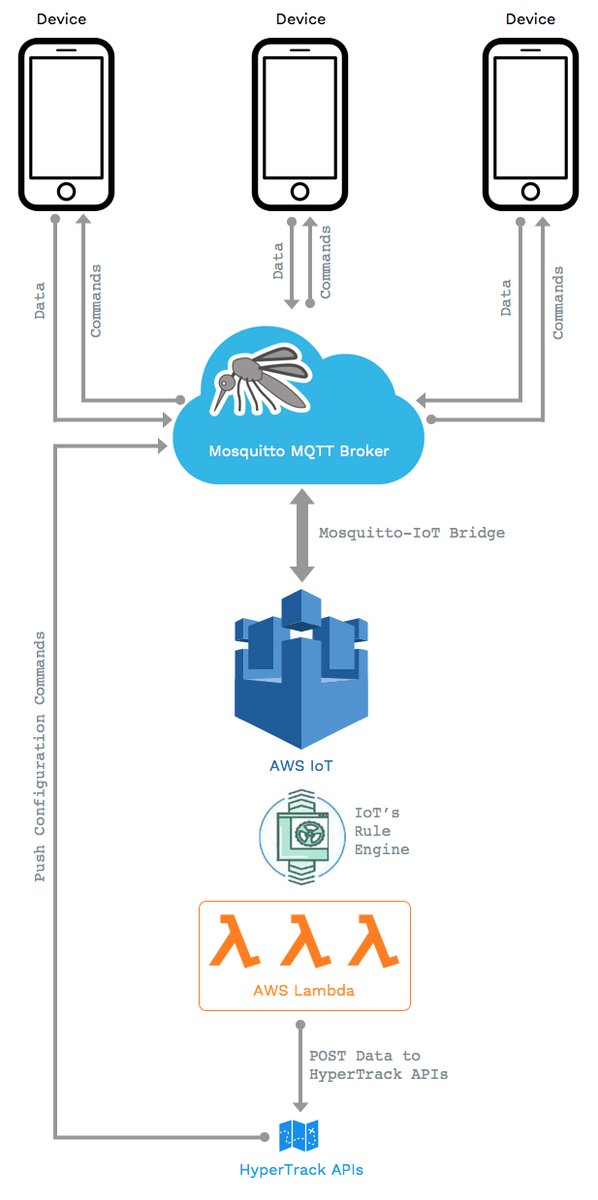 Device
Device
Device
Data
Commands
Data
Commands
Data
Commands
Mosquitto MQTT Broker
Mosquitto-IoT Bridge
Push Configuration Commands
AWS IoT
IoT's
Rule
Engine
AWS Lambda
POST Data to
HyperTrack APIs
HyperTrack APIs